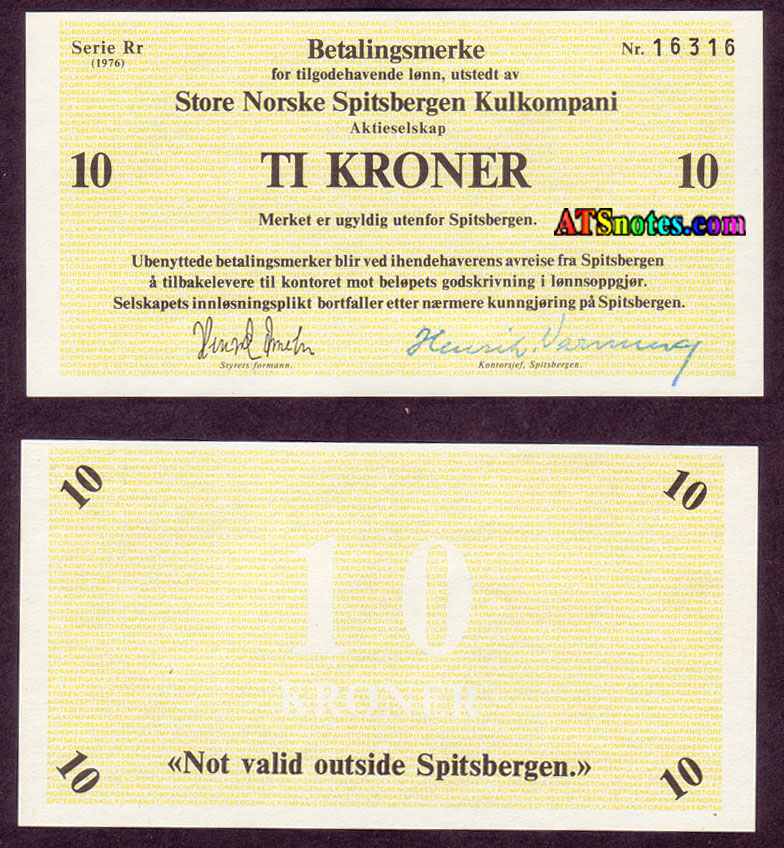 Serie Rr
(1976)
Nr. 16316
Betalingsmerke
for tilgodehavende lønn, utstedt av
Store Norske Spitsbergen Kulkompani
Aktieselskap
10 TI KRONER 10
Merket er ugyldig utenfor Spitsbergen.
ATSnotes.com
Ubenyttede betalingsmerker blir ved ihendehaverens avreise fra Spitsbergen
å tilbakelevere til kontoret mot beløpets godskrivning i lønnsoppgjør.
Selskapets innløsningsplikt bortfaller etter nærmere kunngjøring på Spitsbergen.
Henrik Varming
Styrets formann.
Kontorsjef, Spitsbergen.
10
10
10
KRONER
10
«Not valid outside Spitsbergen.»
10